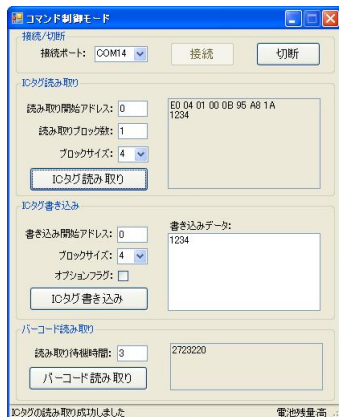 コマンド制御モード
接続/切断
接続ポート: COM14 接続 切断
ICタグ読み取り
読み取り開始アドレス: 0
読み取りブロック数: 1
ブロックサイズ: 4
ICタグ読み取り
E0 04 01 00 0B 95 A8 1A
1234
ICタグ書き込み
書き込み開始アドレス: 0
ブロックサイズ: 4
オプションフラグ:
ICタグ書き込み
書き込みデータ:
1234
バーコード読み取り
読み取り待機時間: 3
バーコード読み取り
2723220
ICタグの読み取り成功しました 電池残量:高